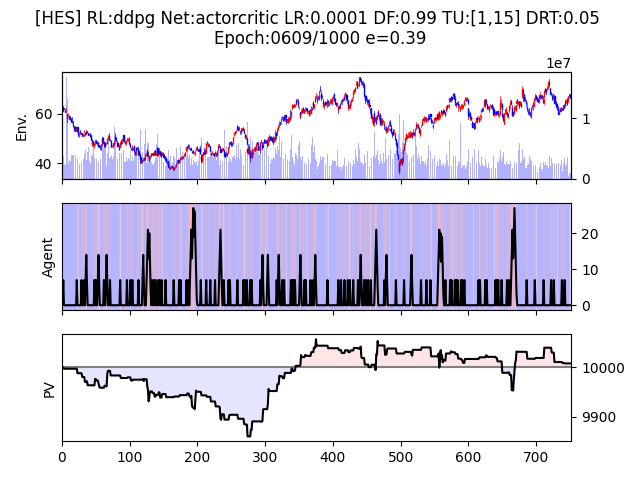 [HES] RL:ddpg Net:actorcritic LR:0.0001 DF:0.99 TU:[1,15] DRT:0.05
Epoch:0609/1000 e=0.39
1e7
Env.
60
40
1
0
Agent
20
10
0
PV
10000
9900
0 100 200 300 400 500 600 700